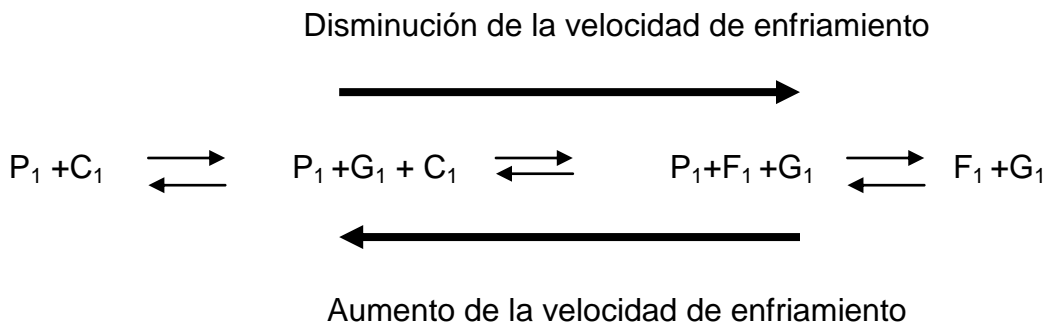 Disminución de la velocidad de enfriamiento
P₁ +C₁ P₁ +G₁ + C₁ P₁+F₁ +G₁ F₁ +G₁
Aumento de la velocidad de enfriamiento